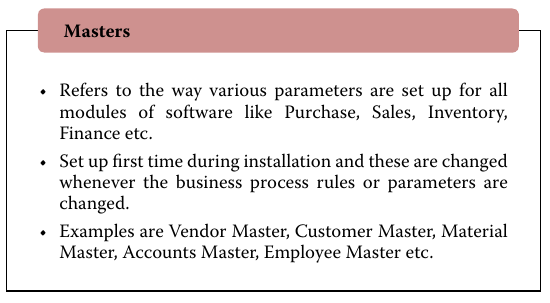 Masters
• Refers to the way various parameters are set up for all
modules of software like Purchase, Sales, Inventory,
Finance etc.
• Set up first time during installation and these are changed
whenever the business process rules or parameters are
changed.
• Examples are Vendor Master, Customer Master, Material
Master, Accounts Master, Employee Master etc.